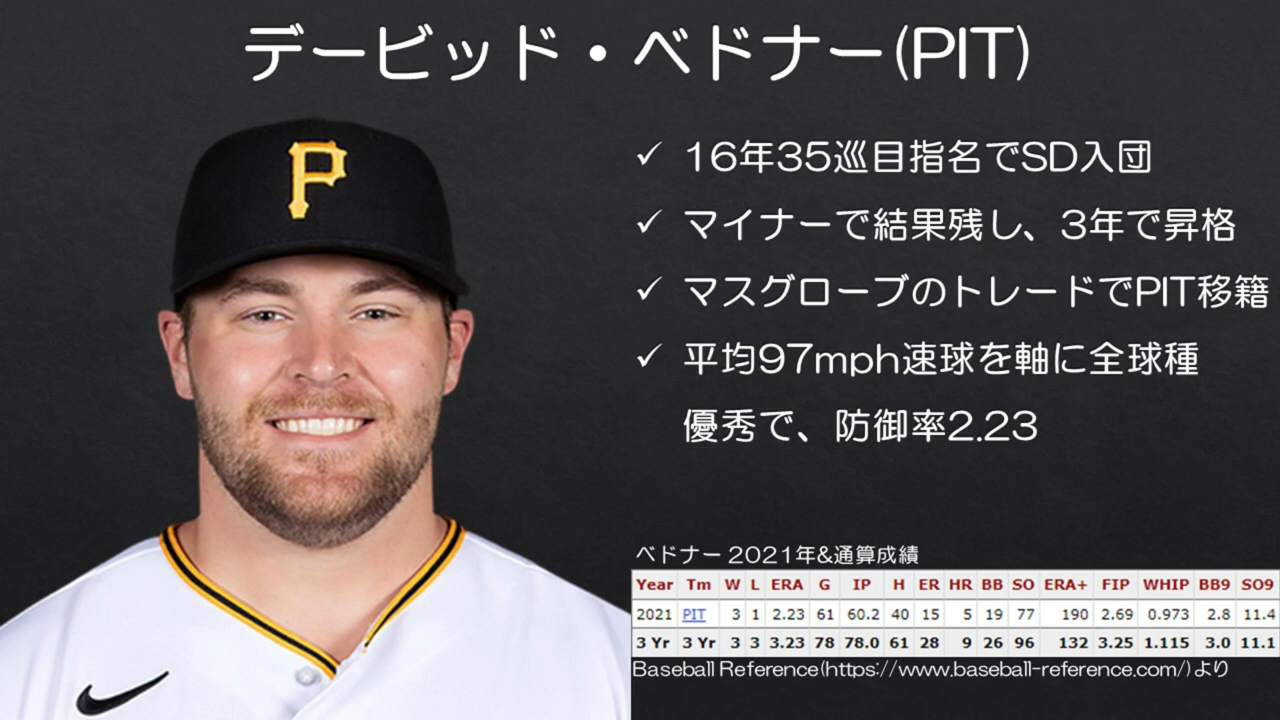 デービッド・ベドナー(PIT)
P
✓ 16年35巡目指名でSD入団
✓ マイナーで結果残し、3年で昇格
✓ マスグローブのトレードでPIT移籍
✓ 平均97mph速球を軸に全球種
優秀で、防御率2.23
ベドナー 2021年&通算成績
Year Tm W L ERA G IP H ER HR BB SO ERA+ FIP WHIP BB9 SO9
2021 PIT 3 1 2.23 61 60.2 40 15 5 19 77 190 2.69 0.973 2.8 11.4
3 Yr 3 Yr 3 3 3.23 78 78.0 61 28 9 26 96 132 3.25 1.115 3.0 11.1
Baseball Reference(https://www.baseball-reference.com/)より